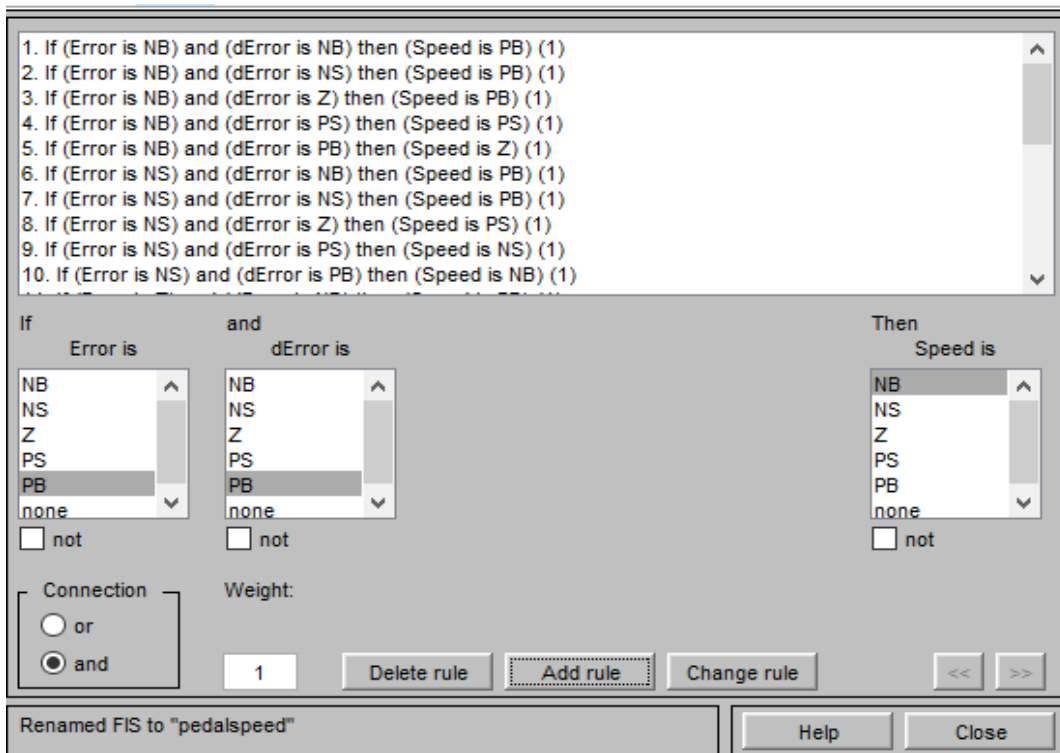 1. If (Error is NB) and (dError is NB) then (Speed is PB) (1)
2. If (Error is NB) and (dError is NS) then (Speed is PB) (1)
3. If (Error is NB) and (dError is Z) then (Speed is PB) (1)
4. If (Error is NB) and (dError is PS) then (Speed is PS) (1)
5. If (Error is NB) and (dError is PB) then (Speed is Z) (1)
6. If (Error is NS) and (dError is NB) then (Speed is PB) (1)
7. If (Error is NS) and (dError is NS) then (Speed is PB) (1)
8. If (Error is NS) and (dError is Z) then (Speed is PS) (1)
9. If (Error is NS) and (dError is PS) then (Speed is NS) (1)
10. If (Error is NS) and (dError is PB) then (Speed is NB) (1)
If
Error is
NB
NS
Z
PS
PB
none
not
and
dError is
NB
NS
Z
PS
PB
none
not
Then
Speed is
NB
NS
Z
PS
PB
none
not
Connection
or
and
Weight:
1
Delete rule
Add rule
Change rule
<<
>>
Renamed FIS to "pedalspeed"
Help
Close